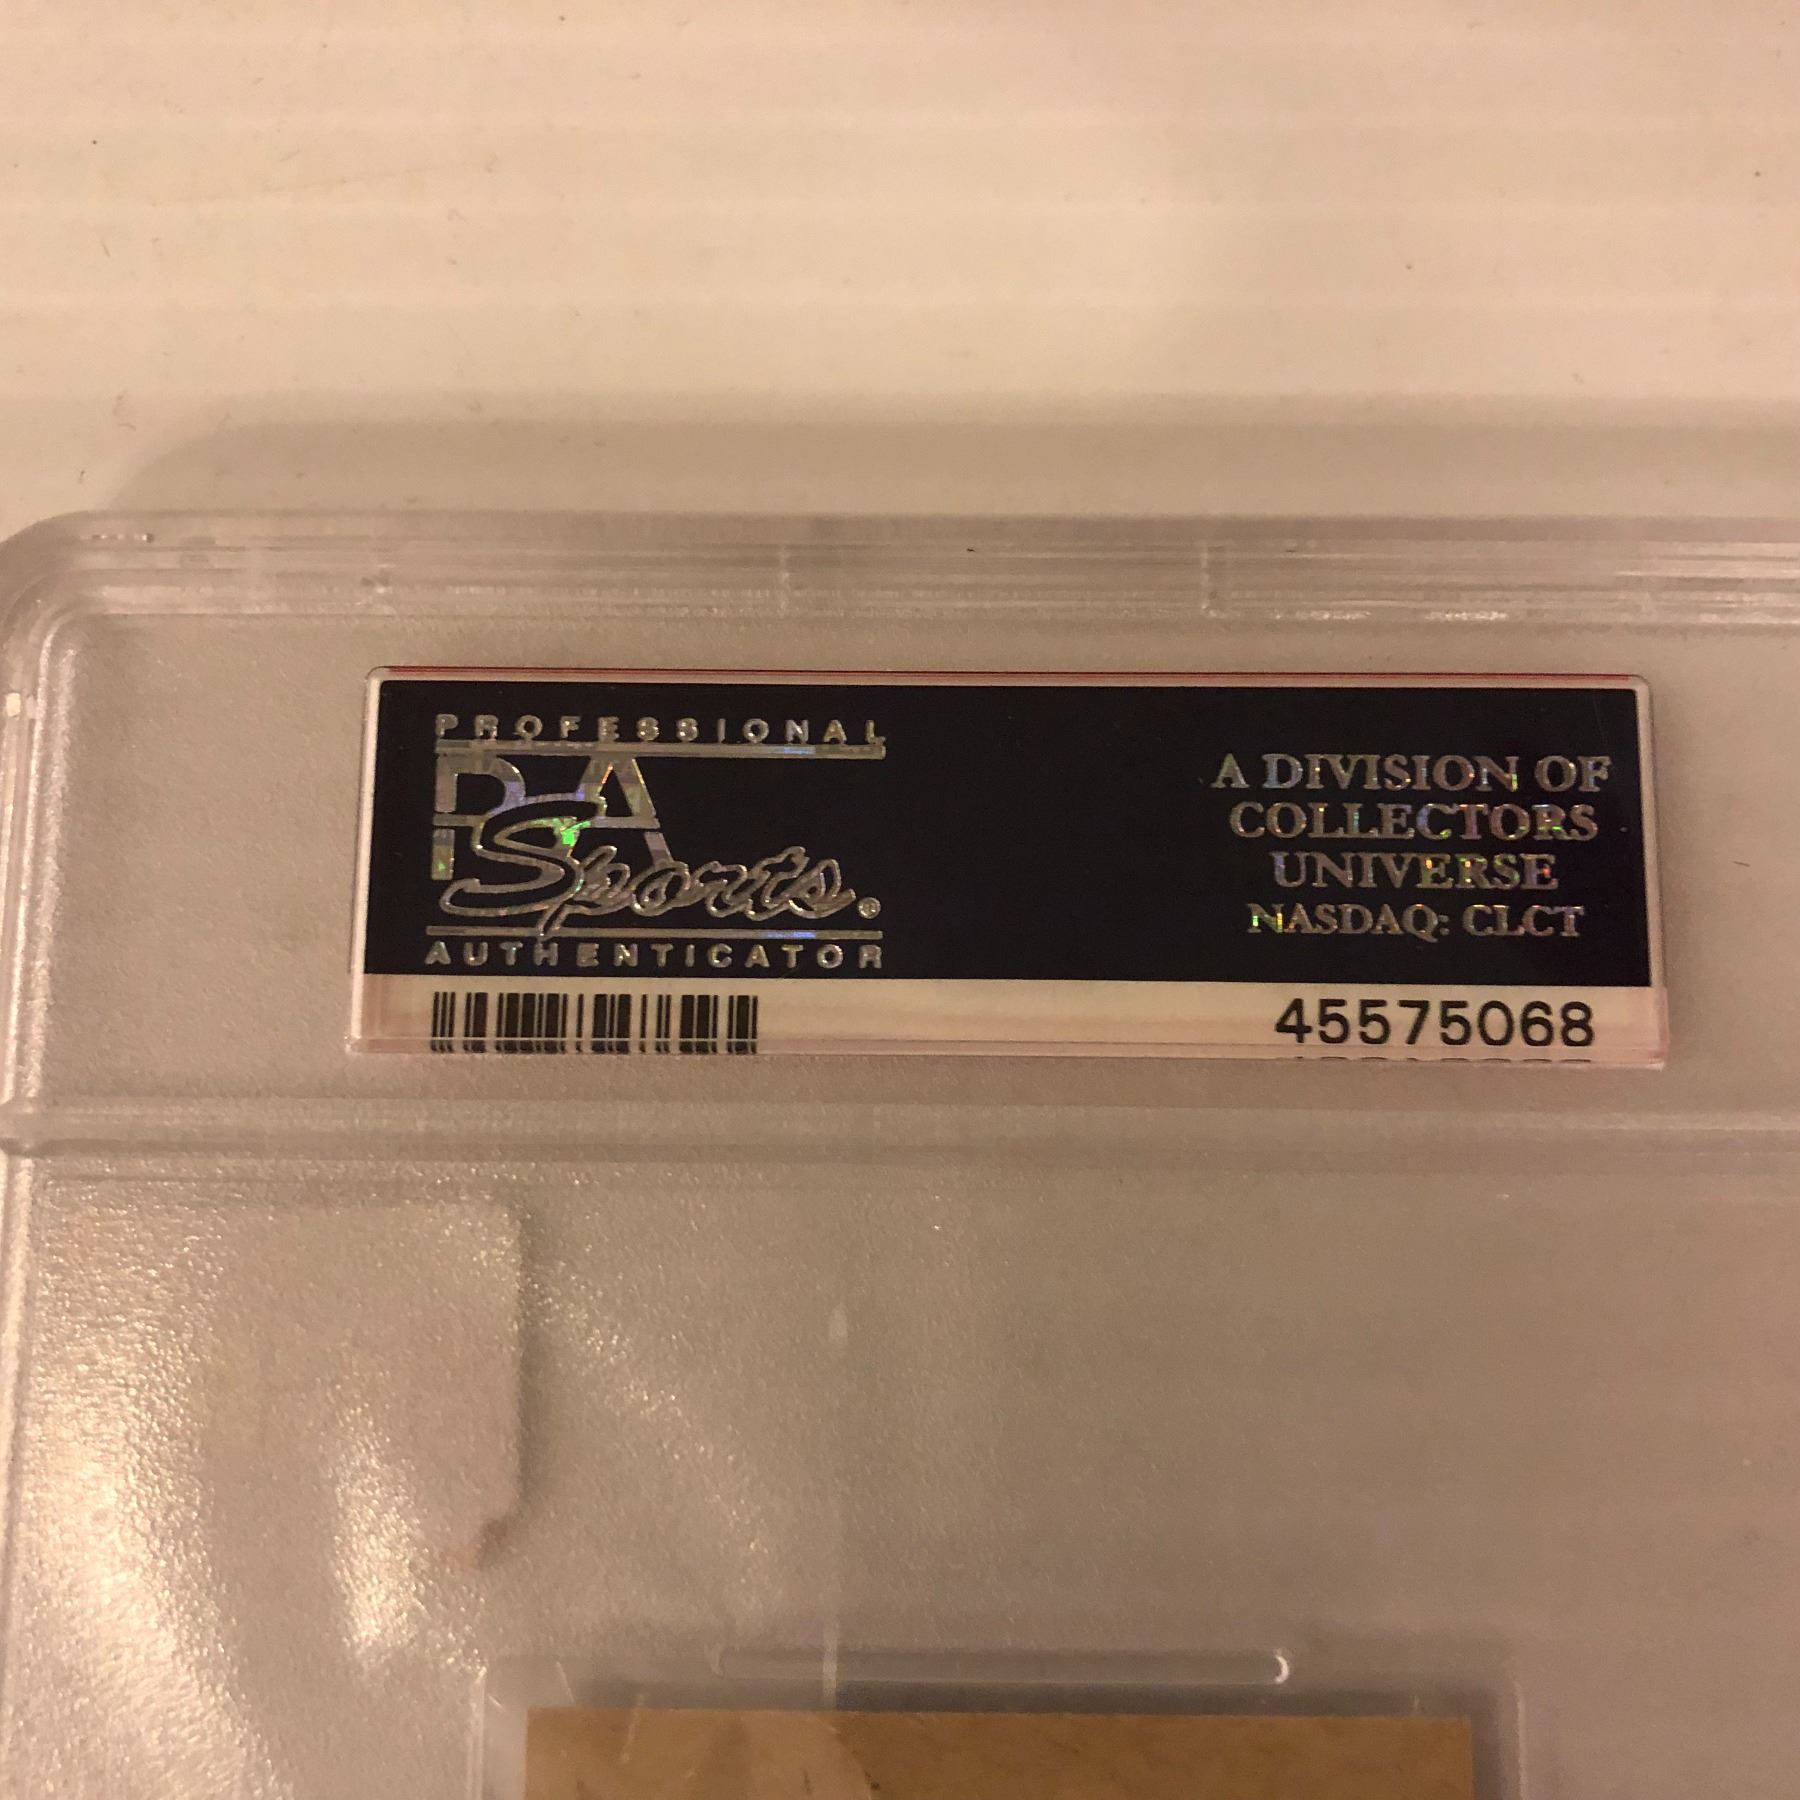 PROFESSIONAL
PSA
Sports.®
AUTHENTICATOR
A DIVISION OF
COLLECTORS
UNIVERSE
NASDAQ: CLCT
45575068